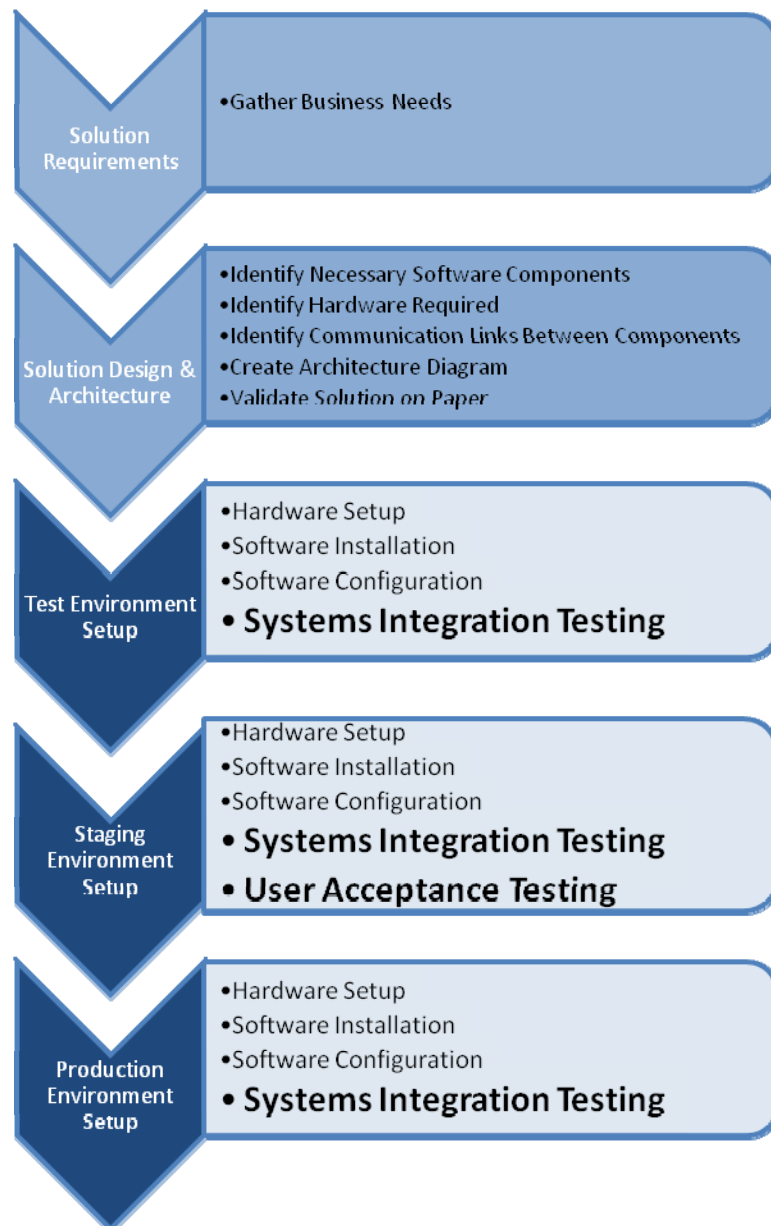 Solution
Requirements
•Gather Business Needs
Solution Design &
Architecture
•Identify Necessary Software Components
•Identify Hardware Required
•Identify Communication Links Between Components
•Create Architecture Diagram
•Validate Solution on Paper
Test Environment
Setup
•Hardware Setup
•Software Installation
•Software Configuration
• Systems Integration Testing
Staging
Environment
Setup
•Hardware Setup
•Software Installation
•Software Configuration
• Systems Integration Testing
• User Acceptance Testing
Production
Environment
Setup
•Hardware Setup
•Software Installation
•Software Configuration
• Systems Integration Testing